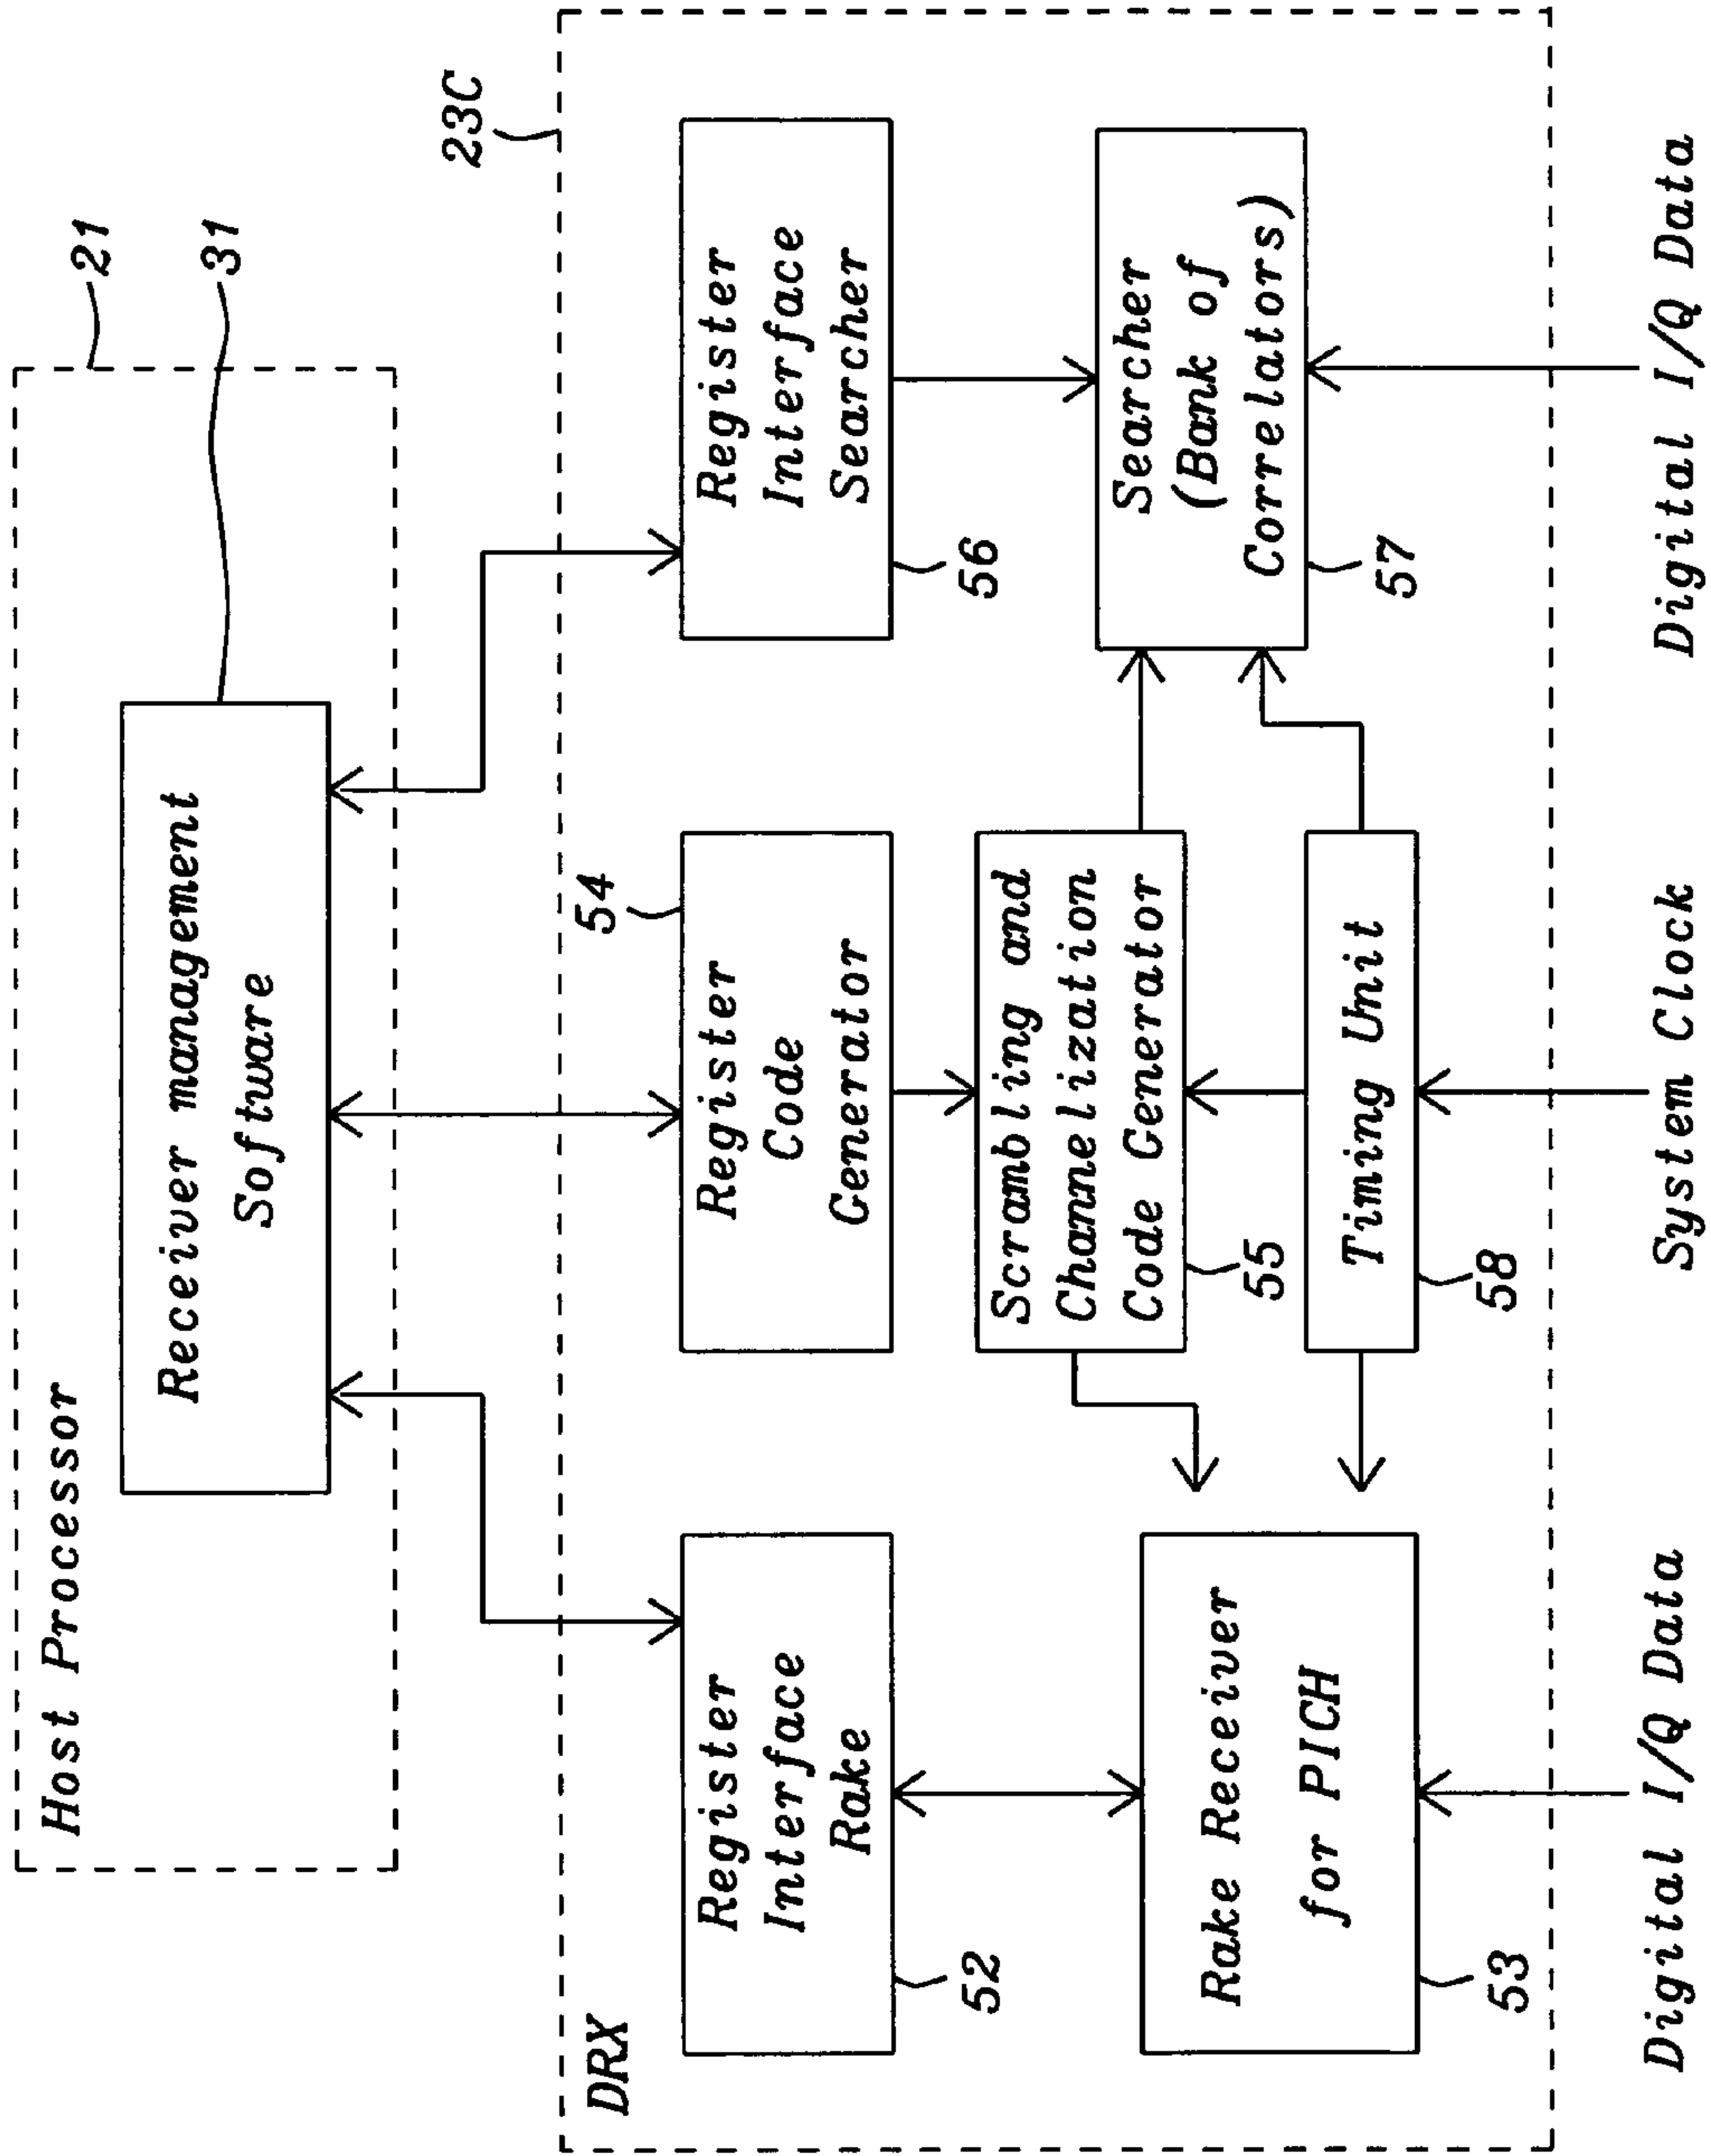 Host Processor
21
Receiver management
Software
31
DRX
23C
Register
Interface
Rake
52
Register
Code
Generator
54
Register
Interface
Searcher
56
Rake Receiver
for PICH
53
Scrambling and
Channelization
Code Generator
55
Timing Unit
58
Searcher
(Bank of
Correlators)
57
Digital I/Q Data
System Clock
Digital I/Q Data